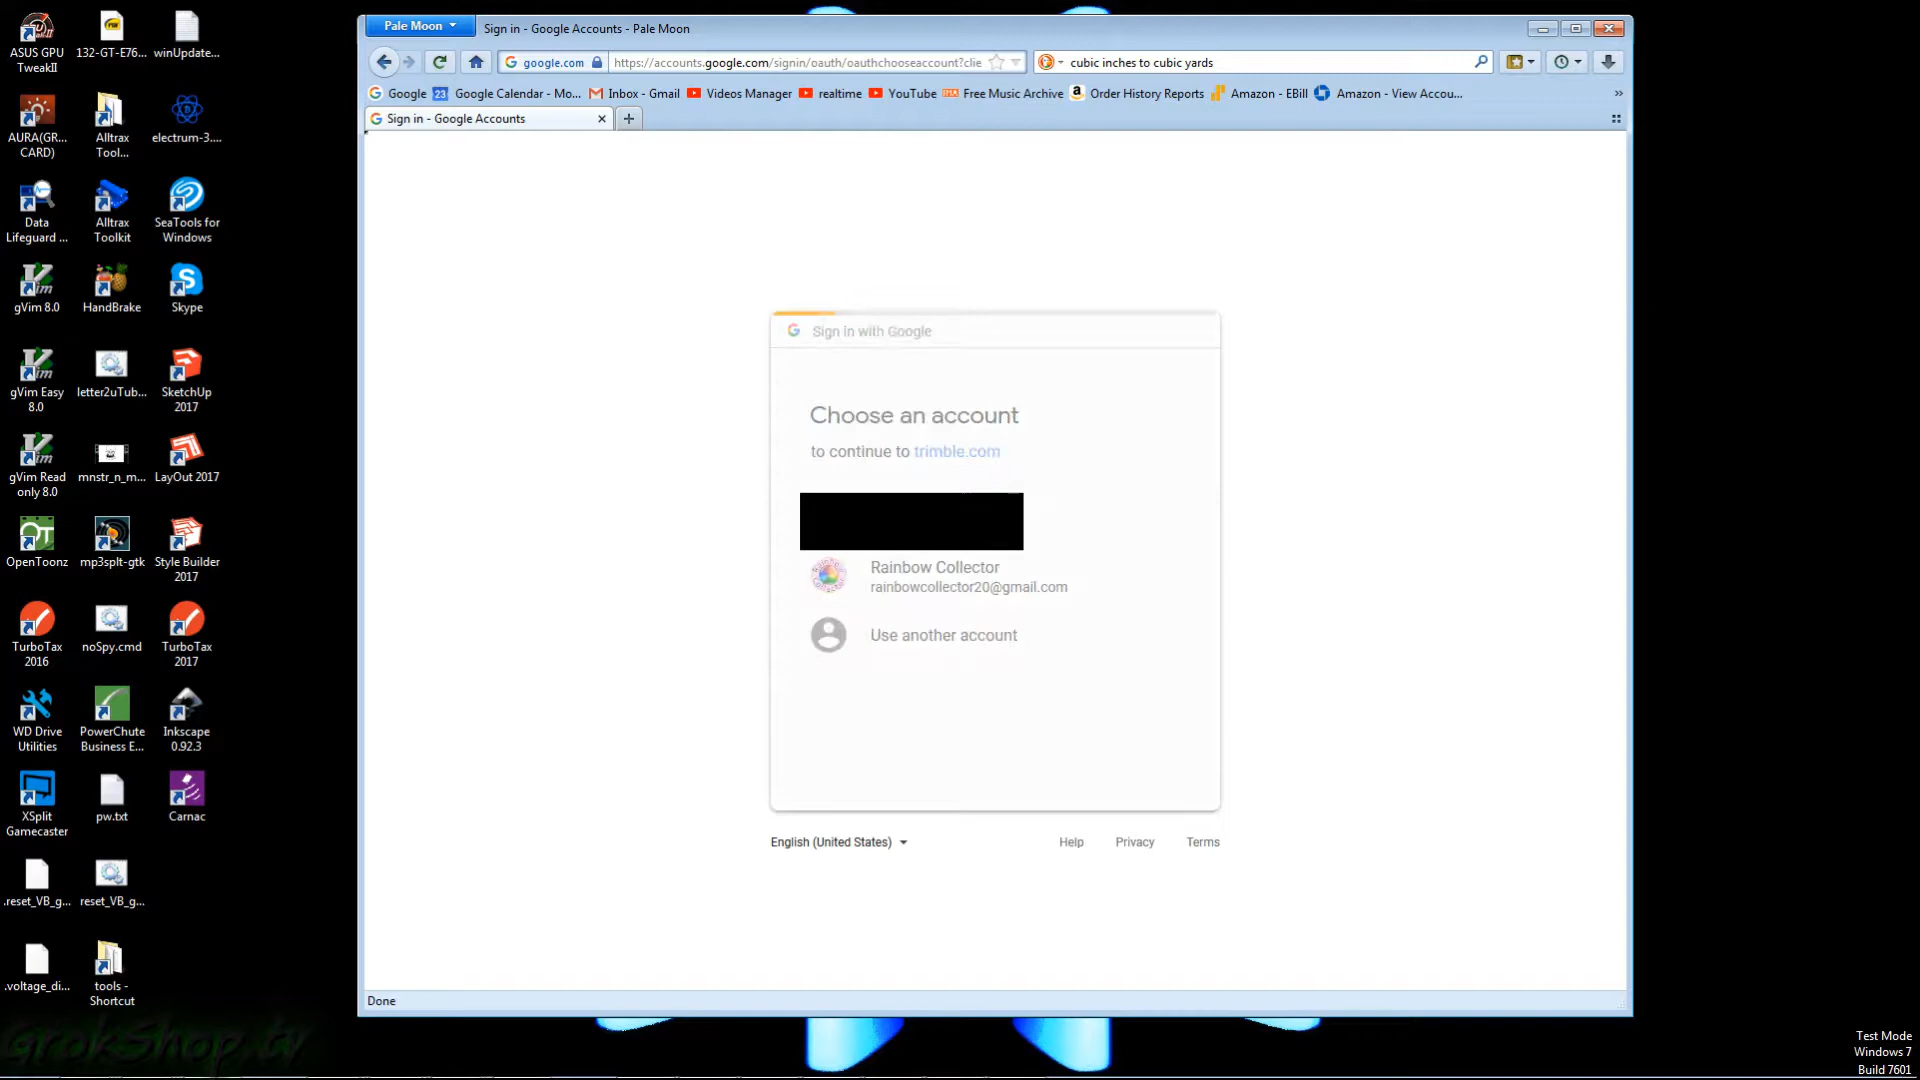 ASUS GPU
TweakII
132-GT-E76...
winUpdate...
AURA(GR...
CARD)
Alltrax
Tool...
electrum-3....
Data
Lifeguard ...
Alltrax
Toolkit
SeaTools for
Windows
gVim 8.0
HandBrake
Skype
gVim Easy
8.0
letter2uTub...
SketchUp
2017
gVim Read
only 8.0
mnstr_n_m...
LayOut 2017
OpenToonz
mp3splt-gtk
Style Builder
2017
TurboTax
2016
noSpy.cmd
TurboTax
2017
WD Drive
Utilities
PowerChute
Business E...
Inkscape
0.92.3
XSplit
Gamecaster
pw.txt
Carnac
.reset_VB_g...
reset_VB_g...
.voltage_di...
tools -
Shortcut
GrokShop.tv
Pale Moon
Sign in - Google Accounts - Pale Moon
google.com
https://accounts.google.com/signin/oauth/oauthchooseaccount?clie
cubic inches to cubic yards
Google
23
Google Calendar - Mo...
Inbox - Gmail
Videos Manager
realtime
YouTube
Free Music Archive
Order History Reports
Amazon - EBill
Amazon - View Accou...
Sign in - Google Accounts
Sign in with Google
Choose an account
to continue to trimble.com
Rainbow Collector
rainbowcollector20@gmail.com
Use another account
English (United States)
Help
Privacy
Terms
Done
Test Mode
Windows 7
Build 7601